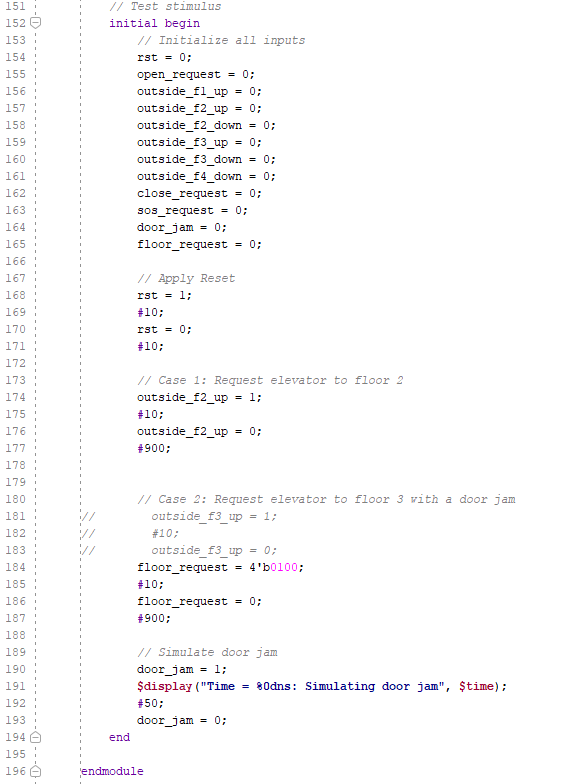 151 // Test stimulus
152 initial begin
153 // Initialize all inputs
154 rst = 0;
155 open_request = 0;
156 outside_f1_up = 0;
157 outside_f2_up = 0;
158 outside_f2_down = 0;
159 outside_f3_up = 0;
160 outside_f3_down = 0;
161 outside_f4_down = 0;
162 close_request = 0;
163 sos_request = 0;
164 door_jam = 0;
165 floor_request = 0;
166
167 // Apply Reset
168 rst = 1;
169 #10;
170 rst = 0;
171 #10;
172
173 // Case 1: Request elevator to floor 2
174 outside_f2_up = 1;
175 #10;
176 outside_f2_up = 0;
177 #900;
178
179
180 // Case 2: Request elevator to floor 3 with a door jam
181 // outside_f3_up = 1;
182 // #10;
183 // outside_f3_up = 0;
184 floor_request = 4'b0100;
185 #10;
186 floor_request = 0;
187 #900;
188
189 // Simulate door jam
190 door_jam = 1;
191 $display("Time = %0dns: Simulating door jam", $time);
192 #50;
193 door_jam = 0;
194 end
195
196 endmodule